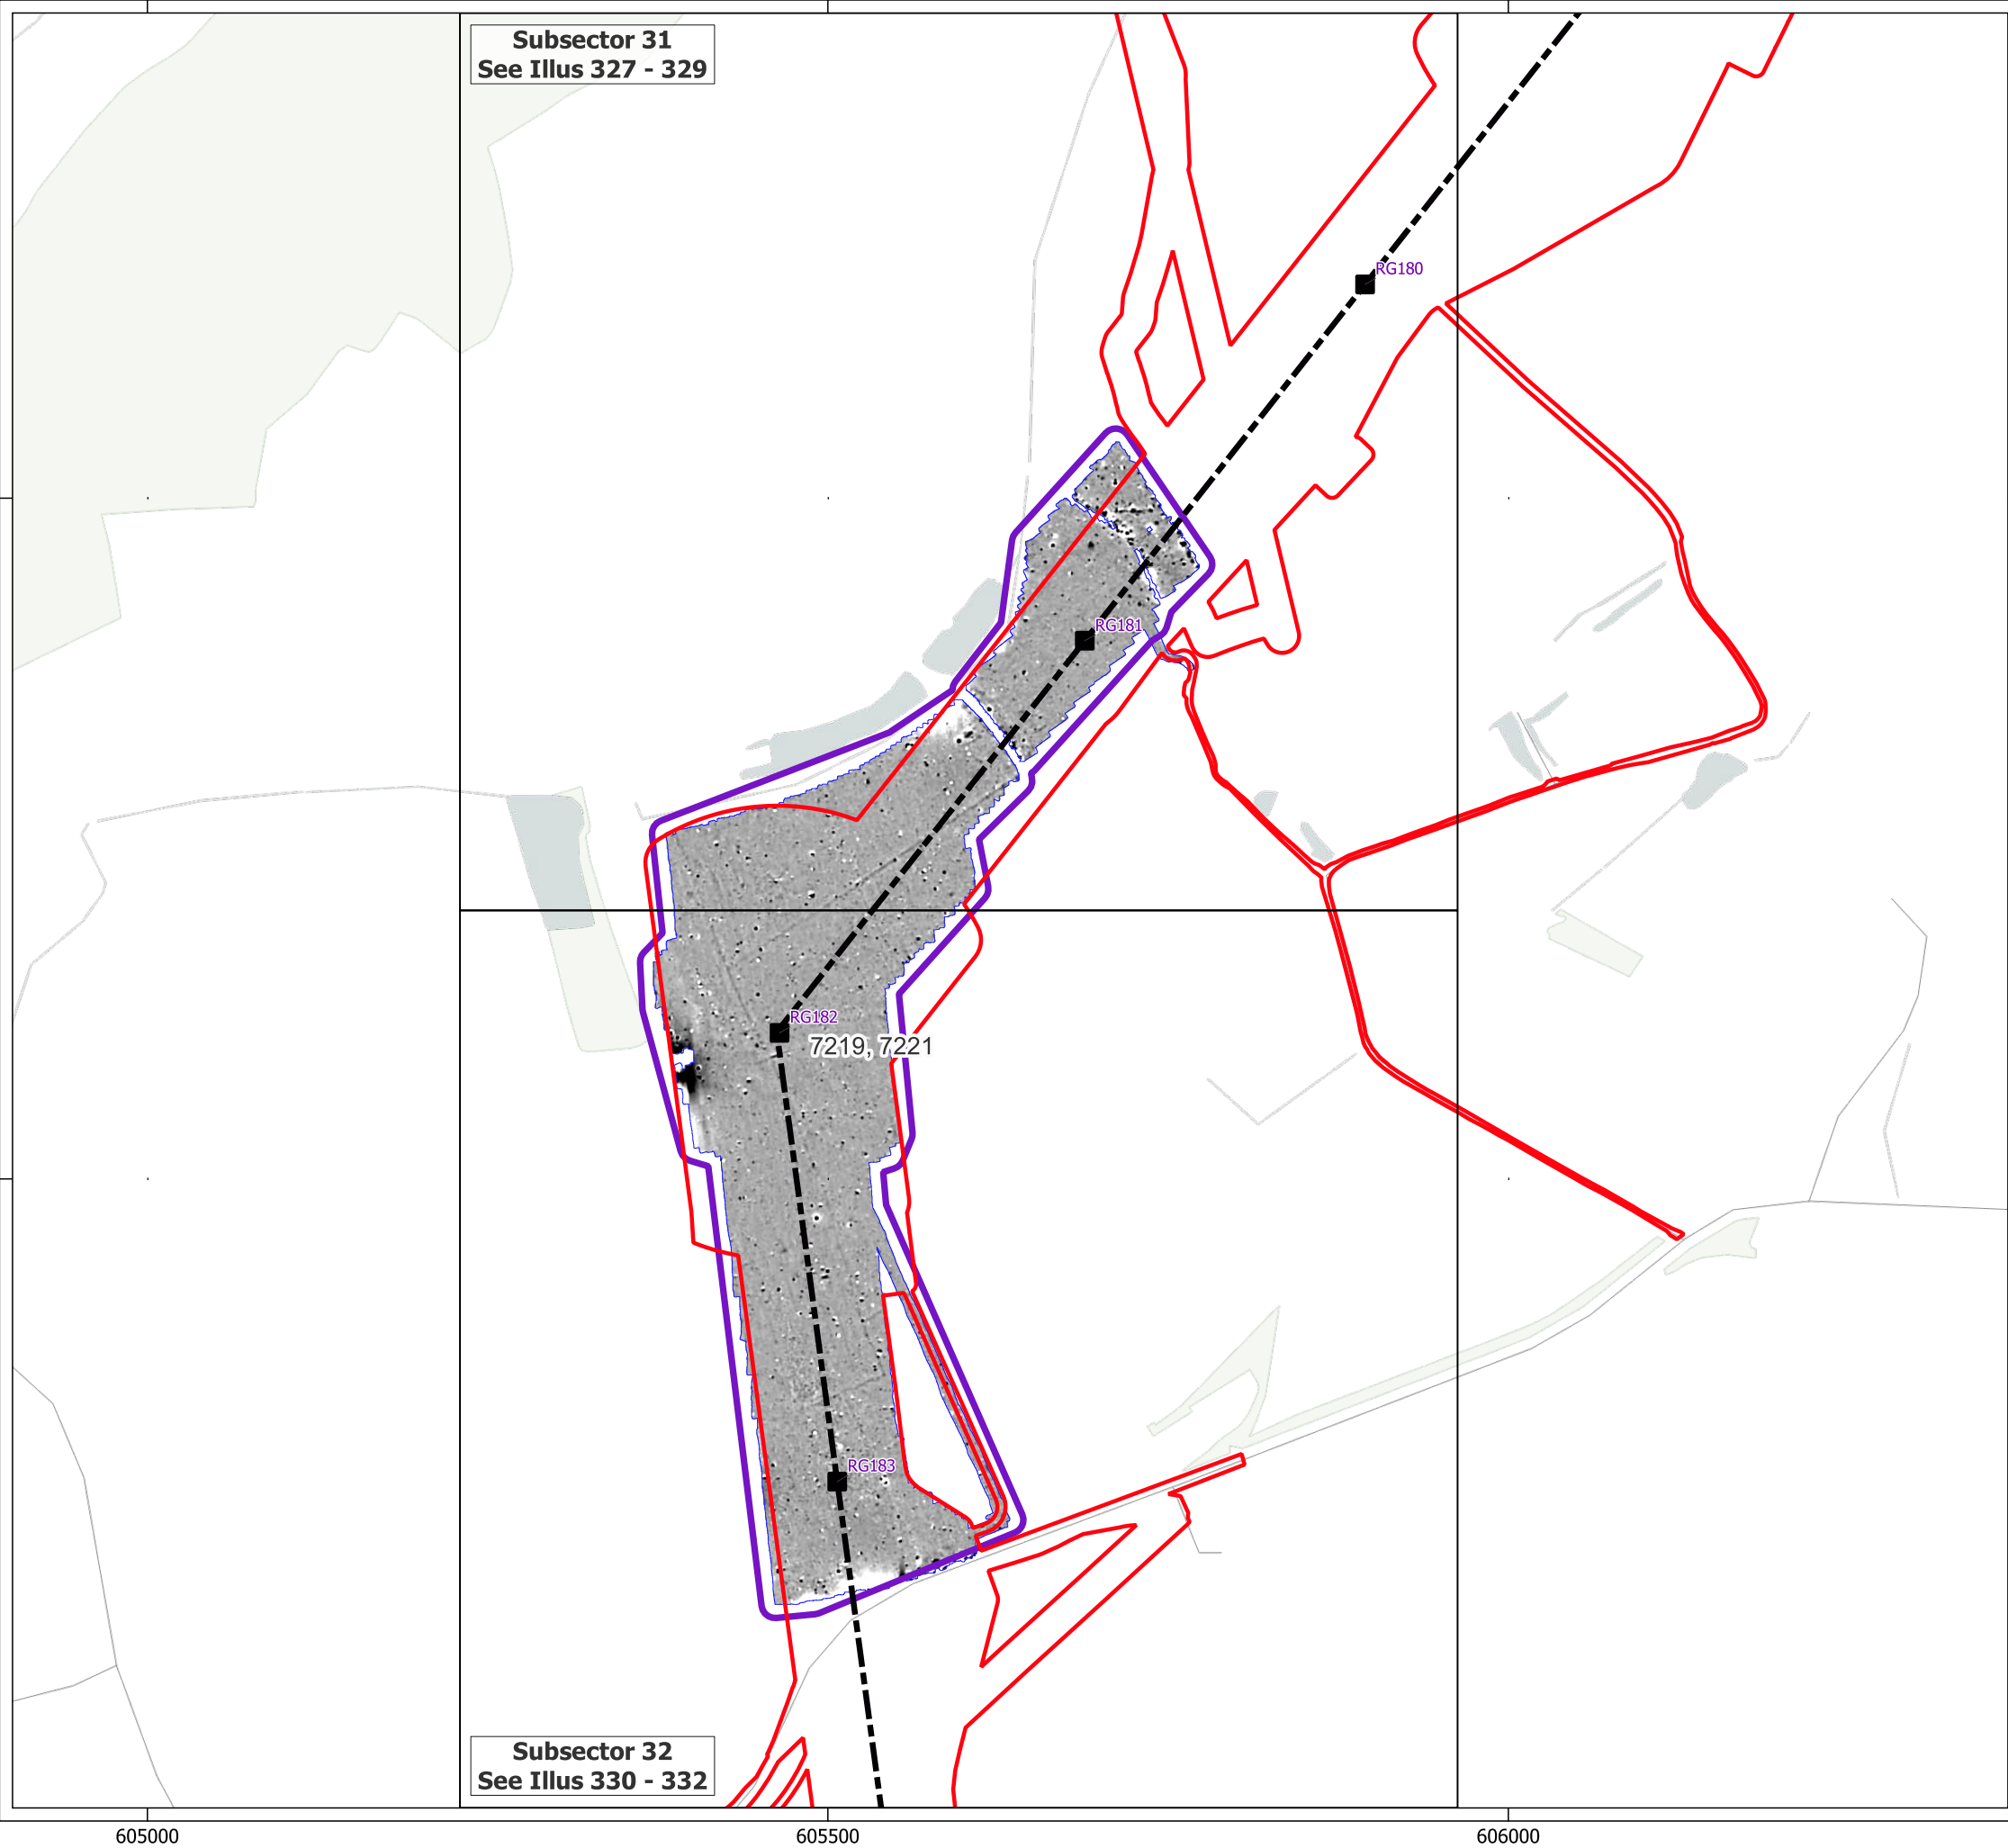 Subsector 31
See Illus 327 - 329
RG180
RG181
RG182
7219, 7221
RG183
Subsector 32
See Illus 330 - 332
605000
605500
606000